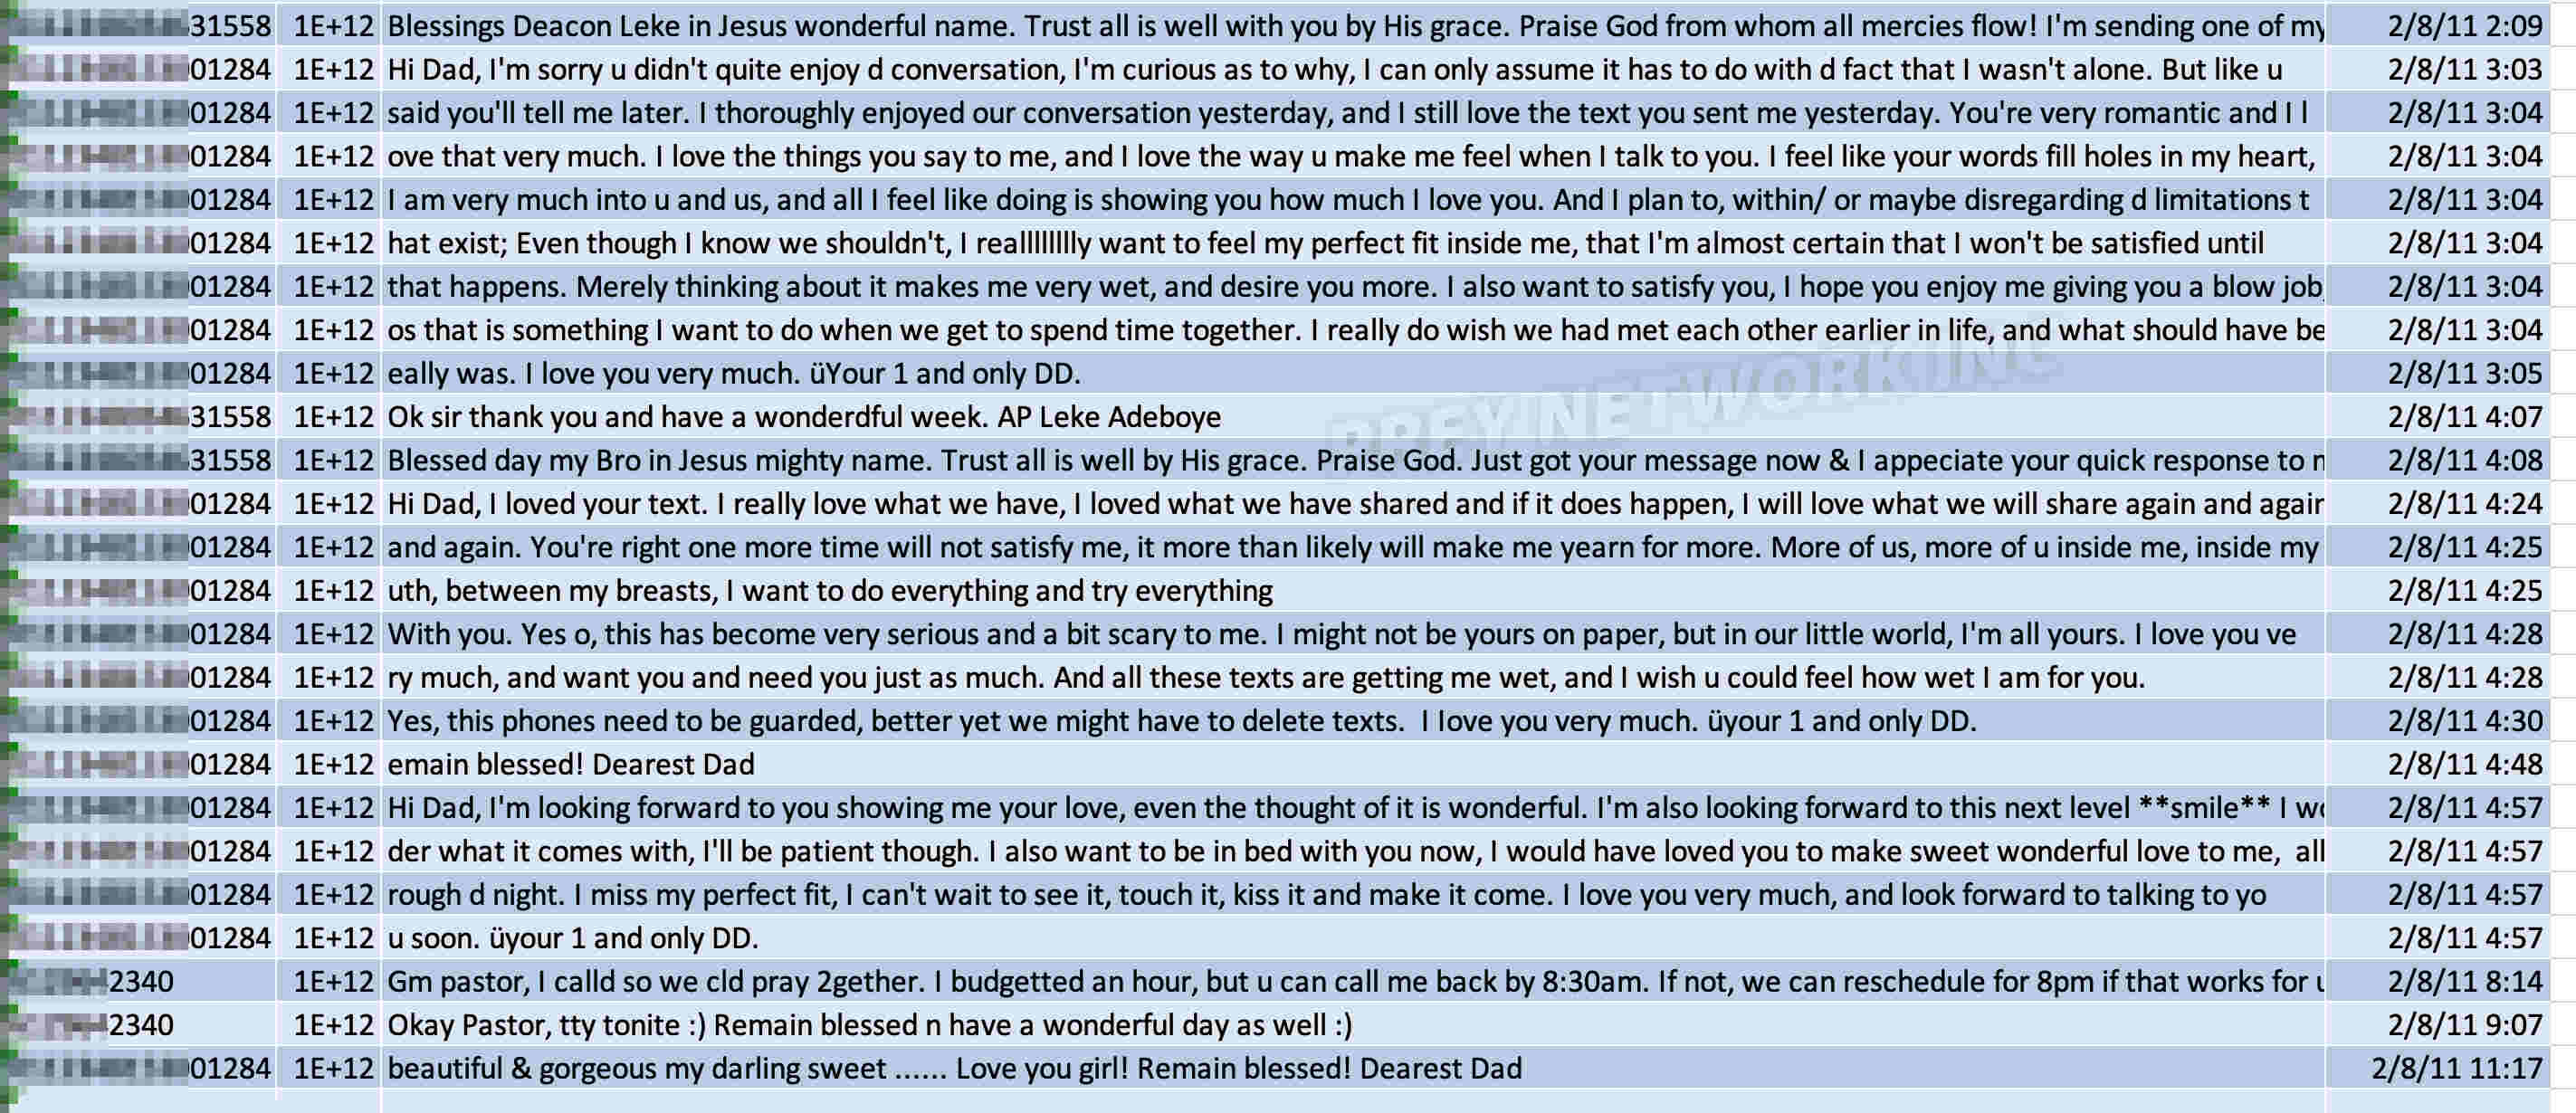 31558 1E+12 Blessings Deacon Leke in Jesus wonderful name. Trust all is well with you by His grace. Praise God from whom all mercies flow! I'm sending one of my 2/8/11 2:09
01284 1E+12 Hi Dad, I'm sorry u didn't quite enjoy d conversation, I'm curious as to why, I can only assume it has to do with d fact that I wasn't alone. But like u 2/8/11 3:03
01284 1E+12 said you'll tell me later. I thoroughly enjoyed our conversation yesterday, and I still love the text you sent me yesterday. You're very romantic and I l 2/8/11 3:04
01284 1E+12 ove that very much. I love the things you say to me, and I love the way u make me feel when I talk to you. I feel like your words fill holes in my heart, 2/8/11 3:04
01284 1E+12 I am very much into u and us, and all I feel like doing is showing you how much I love you. And I plan to, within/ or maybe disregarding d limitations t 2/8/11 3:04
01284 1E+12 hat exist; Even though I know we shouldn't, I realllllllly want to feel my perfect fit inside me, that I'm almost certain that I won't be satisfied until 2/8/11 3:04
01284 1E+12 that happens. Merely thinking about it makes me very wet, and desire you more. I also want to satisfy you, I hope you enjoy me giving you a blow job, 2/8/11 3:04
01284 1E+12 os that is something I want to do when we get to spend time together. I really do wish we had met each other earlier in life, and what should have be 2/8/11 3:04
01284 1E+12 eally was. I love you very much. üYour 1 and only DD. 2/8/11 3:05
31558 1E+12 Ok sir thank you and have a wonderdful week. AP Leke Adeboye 2/8/11 4:07
31558 1E+12 Blessed day my Bro in Jesus mighty name. Trust all is well by His grace. Praise God. Just got your message now & I appeciate your quick response to 2/8/11 4:08
01284 1E+12 Hi Dad, I loved your text. I really love what we have, I loved what we have shared and if it does happen, I will love what we will share again and again 2/8/11 4:24
01284 1E+12 and again. You're right one more time will not satisfy me, it more than likely will make me yearn for more. More of us, more of u inside me, inside my 2/8/11 4:25
01284 1E+12 uth, between my breasts, I want to do everything and try everything 2/8/11 4:25
01284 1E+12 With you. Yes o, this has become very serious and a bit scary to me. I might not be yours on paper, but in our little world, I'm all yours. I love you ve 2/8/11 4:28
01284 1E+12 ry much, and want you and need you just as much. And all these texts are getting me wet, and I wish u could feel how wet I am for you. 2/8/11 4:28
01284 1E+12 Yes, this phones need to be guarded, better yet we might have to delete texts. I love you very much. üyour 1 and only DD. 2/8/11 4:30
01284 1E+12 emain blessed! Dearest Dad 2/8/11 4:48
01284 1E+12 Hi Dad, I'm looking forward to you showing me your love, even the thought of it is wonderful. I'm also looking forward to this next level **smile** I 2/8/11 4:57
01284 1E+12 der what it comes with, I'll be patient though. I also want to be in bed with you now, I would have loved you to make sweet wonderful love to me, all 2/8/11 4:57
01284 1E+12 rough d night. I miss my perfect fit, I can't wait to see it, touch it, kiss it and make it come. I love you very much, and look forward to talking to yo 2/8/11 4:57
01284 1E+12 u soon. üyour 1 and only DD. 2/8/11 4:57
2340 1E+12 Gm pastor, I calld so we cld pray 2gether. I budgetted an hour, but u can call me back by 8:30am. If not, we can reschedule for 8pm if that works for u 2/8/11 8:14
2340 1E+12 Okay Pastor, tty tonite :) Remain blessed n have a wonderful day as well :) 2/8/11 9:07
01284 1E+12 beautiful & gorgeous my darling sweet ...... Love you girl! Remain blessed! Dearest Dad 2/8/11 11:17